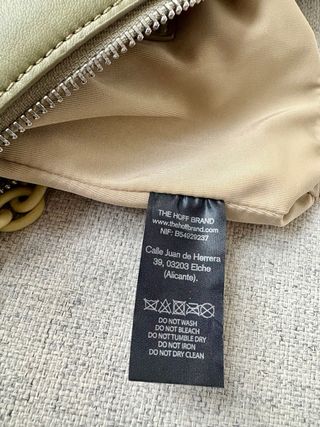 THE HOFF BRAND
www.thehoffbrand.com
NIF: B54929237
Calle Juan de Herrera
39, 03203 Elche
(Alicante).
DO NOT WASH
DO NOT BLEACH
DO NOT TUMBLE DRY
DO NOT IRON
DO NOT DRY CLEAN